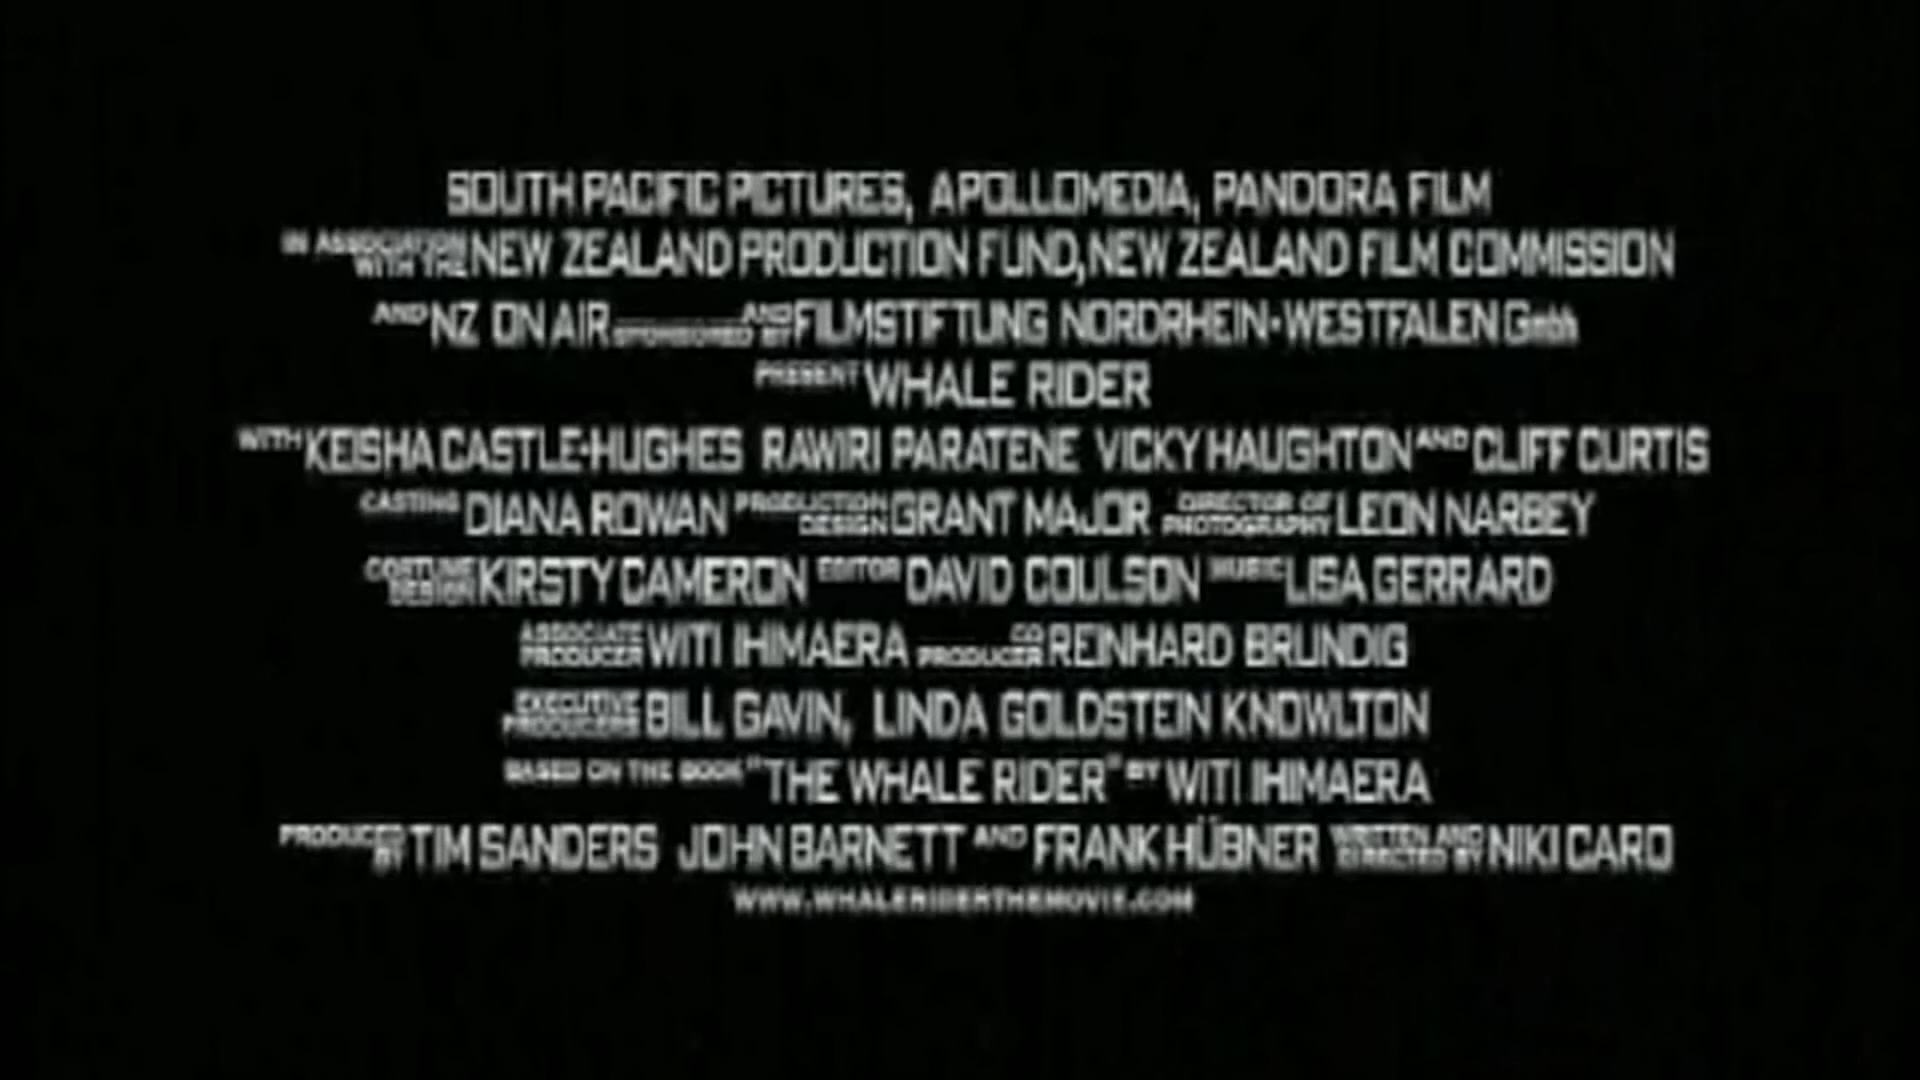 SOUTH PACIFIC PICTURES, APOLLOMEDIA, PANDORA FILM
IN ASSOCIATION WITH THE NEW ZEALAND PRODUCTION FUND, NEW ZEALAND FILM COMMISSION
AND NZ ON AIR AND SPONSORED BY FILMSTIFTUNG NORDRHEIN-WESTFALEN Gmbh
PRESENT WHALE RIDER
WITH KEISHA CASTLE-HUGHES RAWIRI PARATENE VICKY HAUGHTON AND CLIFF CURTIS
CASTING DIANA ROWAN PRODUCTION DESIGN GRANT MAJOR DIRECTOR OF PHOTOGRAPHY LEON NARBEY
COSTUME DESIGN KIRSTY CAMERON EDITOR DAVID COULSON MUSIC LISA GERRARD
ASSOCIATE PRODUCER WITI IHIMAERA CO PRODUCER REINHARD BRUNDIG
EXECUTIVE PRODUCERS BILL GAVIN, LINDA GOLDSTEIN KNOWLTON
BASED ON THE BOOK "THE WHALE RIDER" BY WITI IHIMAERA
PRODUCED BY TIM SANDERS JOHN BARNETT AND FRANK HÜBNER WRITTEN AND DIRECTED BY NIKI CARO
WWW.WHALERIDERTHEMOVIE.COM